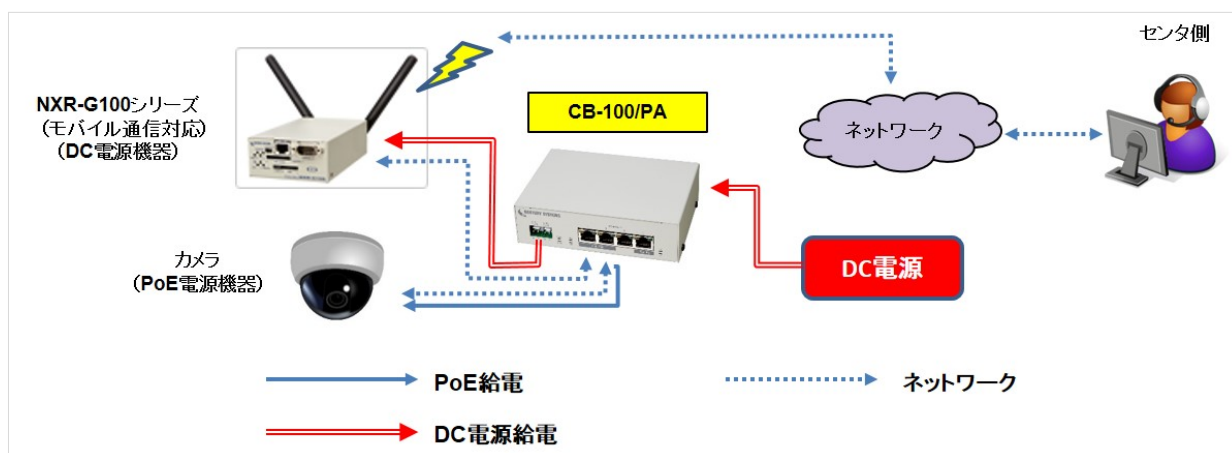 センタ側
NXR-G100シリーズ
（モバイル通信対応）
（DC電源機器）
CB-100/PA
ネットワーク
カメラ
（PoE電源機器）
DC電源
PoE給電
ネットワーク
DC電源給電